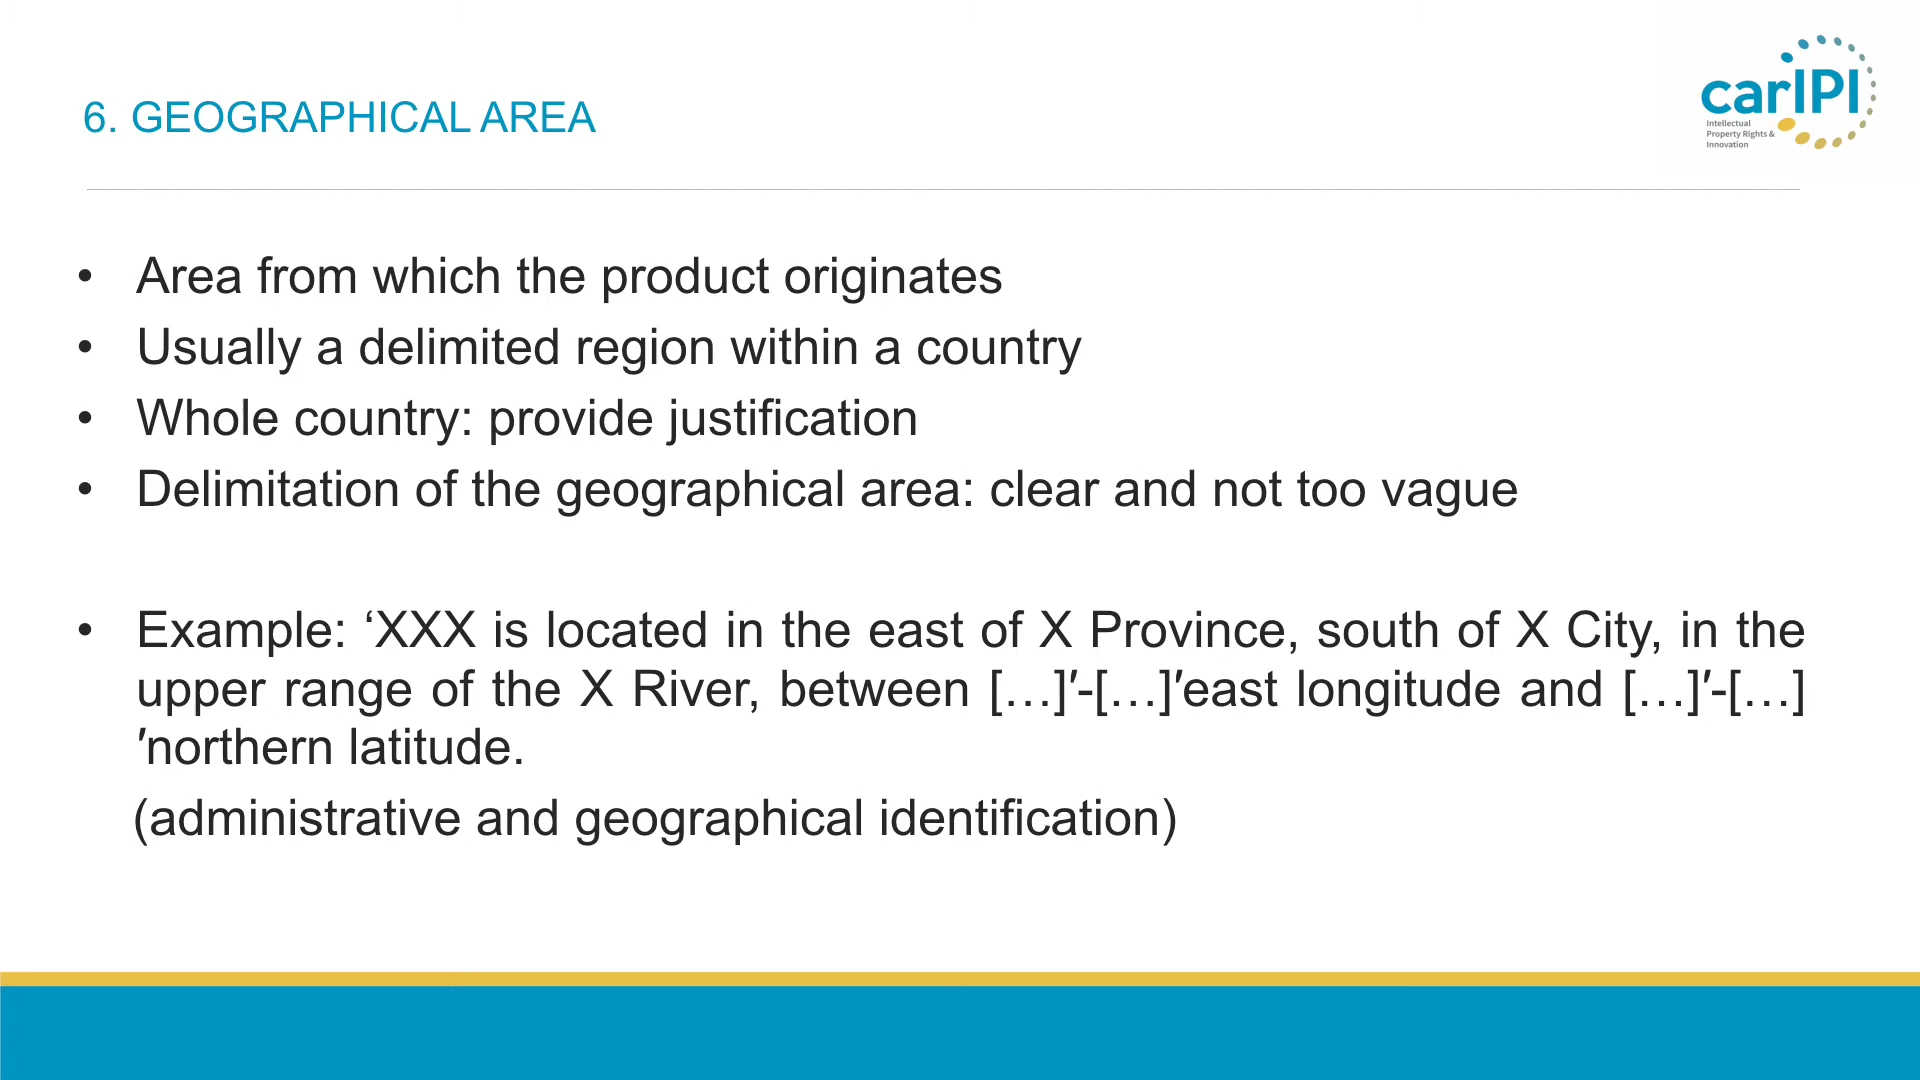 carIPI
Intellectual
Property Rights &
Innovation
6. GEOGRAPHICAL AREA
• Area from which the product originates
• Usually a delimited region within a country
• Whole country: provide justification
• Delimitation of the geographical area: clear and not too vague
• Example: ‘XXX is located in the east of X Province, south of X City, in the
upper range of the X River, between […]′-[…]′east longitude and […]′-[…]
′northern latitude.
(administrative and geographical identification)